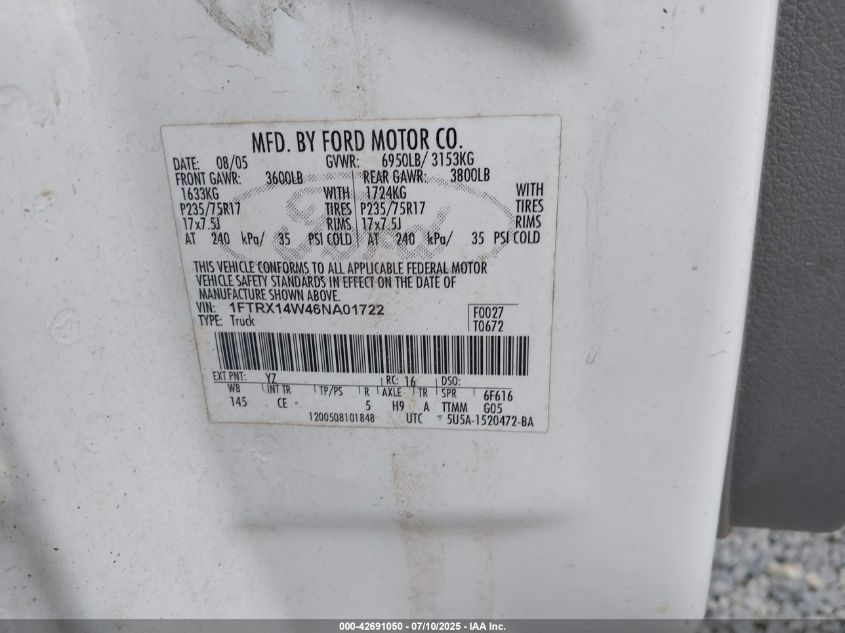 MFD. BY FORD MOTOR CO.
DATE: 08/05 GVWR: 6950LB/ 3153KG
FRONT GAWR: 3600LB REAR GAWR: 3800LB
1633KG WITH 1724KG WITH
P235/75R17 TIRES P235/75R17 TIRES
17x7.5J RIMS 17x7.5J RIMS
AT 240 kPa/ 35 PSI COLD AT 240 kPa/ 35 PSI COLD
Ford
THIS VEHICLE CONFORMS TO ALL APPLICABLE FEDERAL MOTOR
VEHICLE SAFETY STANDARDS IN EFFECT ON THE DATE OF
MANUFACTURE SHOWN ABOVE.
VIN: 1FTRX14W46NA01722 F0027
TYPE: Truck T0672
EXT PNT: YZ RC: 16 DSO:
WB INT TR TP/PS R AXLE TR SPR 6F616
145 CE 5 H9 A TTMM G05
1200508101848 UTC 5U5A-1520472-BA
000-42691050 - 07/10/2025 - IAA Inc.